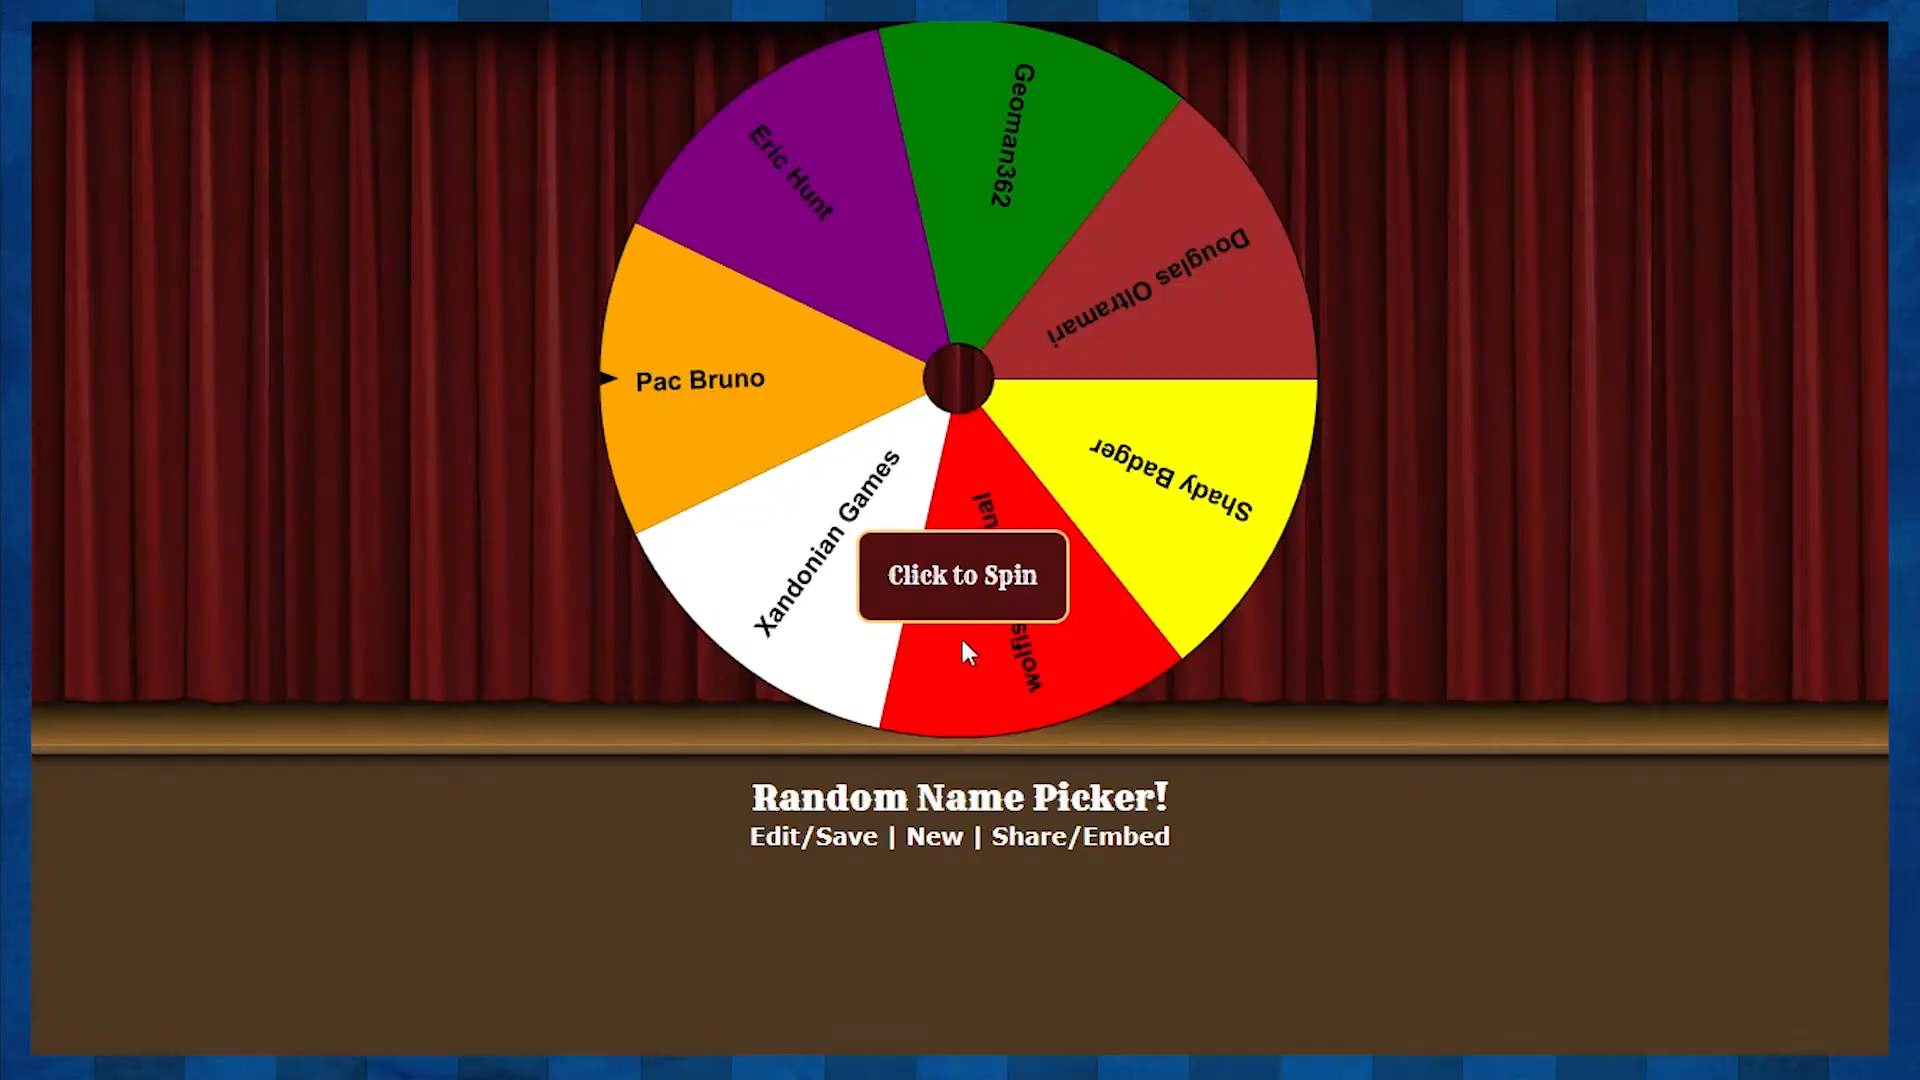 Geoman362
Eric Hunt
Douglas Oltramari
Pac Bruno
Shady Badger
Xandonian Games
Click to Spin
Random Name Picker!
Edit/Save | New | Share/Embed